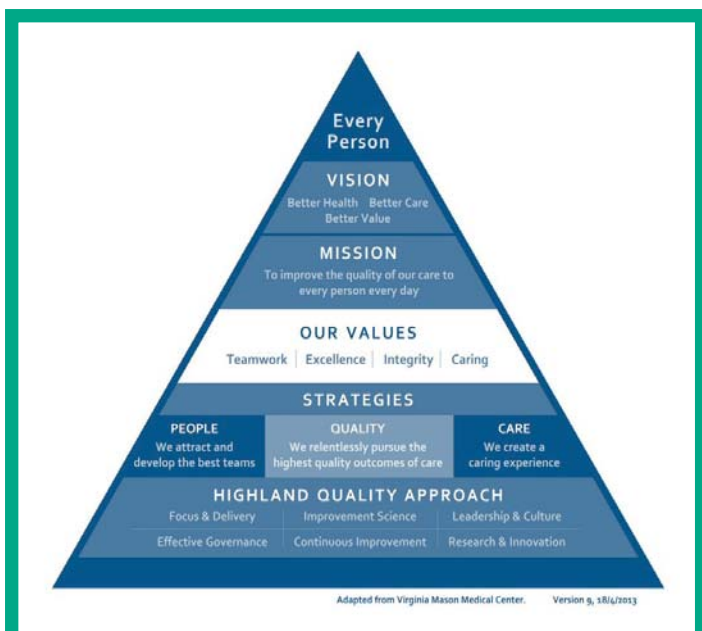 Every
Person
VISION
Better Health Better Care
Better Value
MISSION
To improve the quality of our care to
every person every day
OUR VALUES
Teamwork Excellence Integrity Caring
STRATEGIES
PEOPLE
We attract and
develop the best teams
QUALITY
We relentlessly pursue the
highest quality outcomes of care
CARE
We create a
caring experience
HIGHLAND QUALITY APPROACH
Focus & Delivery Improvement Science Leadership & Culture
Effective Governance Continuous Improvement Research & Innovation
Adapted from Virginia Mason Medical Center. Version 9, 18/4/2013